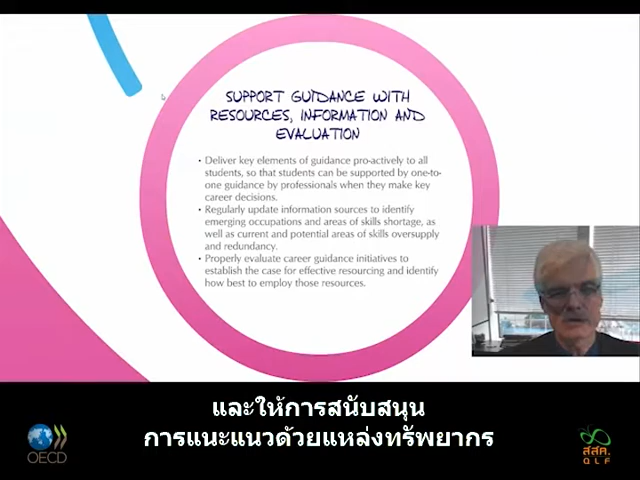 SUPPORT GUIDANCE WITH
RESOURCES, INFORMATION AND
EVALUATION
• Deliver key elements of guidance pro-actively to all
students, so that students can be supported by one-to-
one guidance by professionals when they make key
career decisions.
• Regularly update information sources to identify
emerging occupations and areas of skills shortage, as
well as current and potential areas of skills oversupply
and redundancy.
• Properly evaluate career guidance initiatives to
establish the case for effective resourcing and identify
how best to employ those resources.
และให้การสนับสนุน
การแนะแนวด้วยแหล่งทรัพยากร
OECD
สสค.
QLF